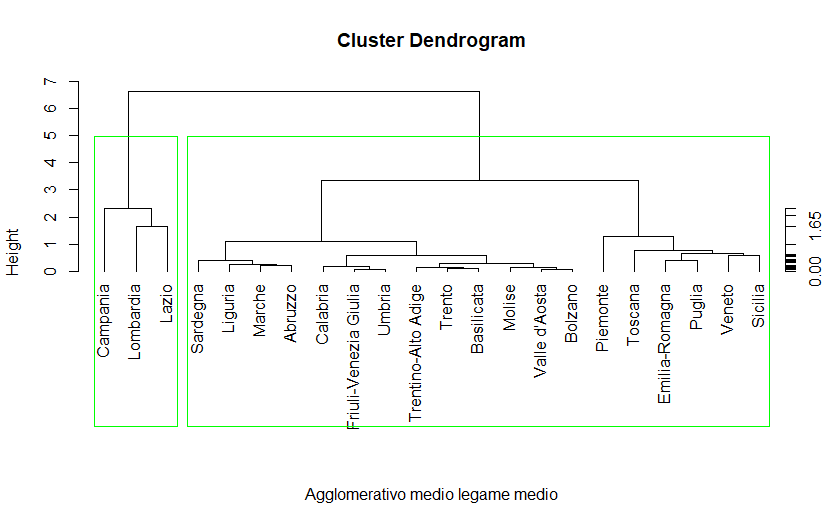 Cluster Dendrogram
Height
7
6
5
4
3
2
1
0
Campania
Lombardia
Lazio
Sardegna
Liguria
Marche
Abruzzo
Calabria
Friuli-Venezia Giulia
Umbria
Trentino-Alto Adige
Trento
Basilicata
Molise
Valle d'Aosta
Bolzano
Piemonte
Toscana
Emilia-Romagna
Puglia
Veneto
Sicilia
0.00 1.65
Agglomerativo medio legame medio